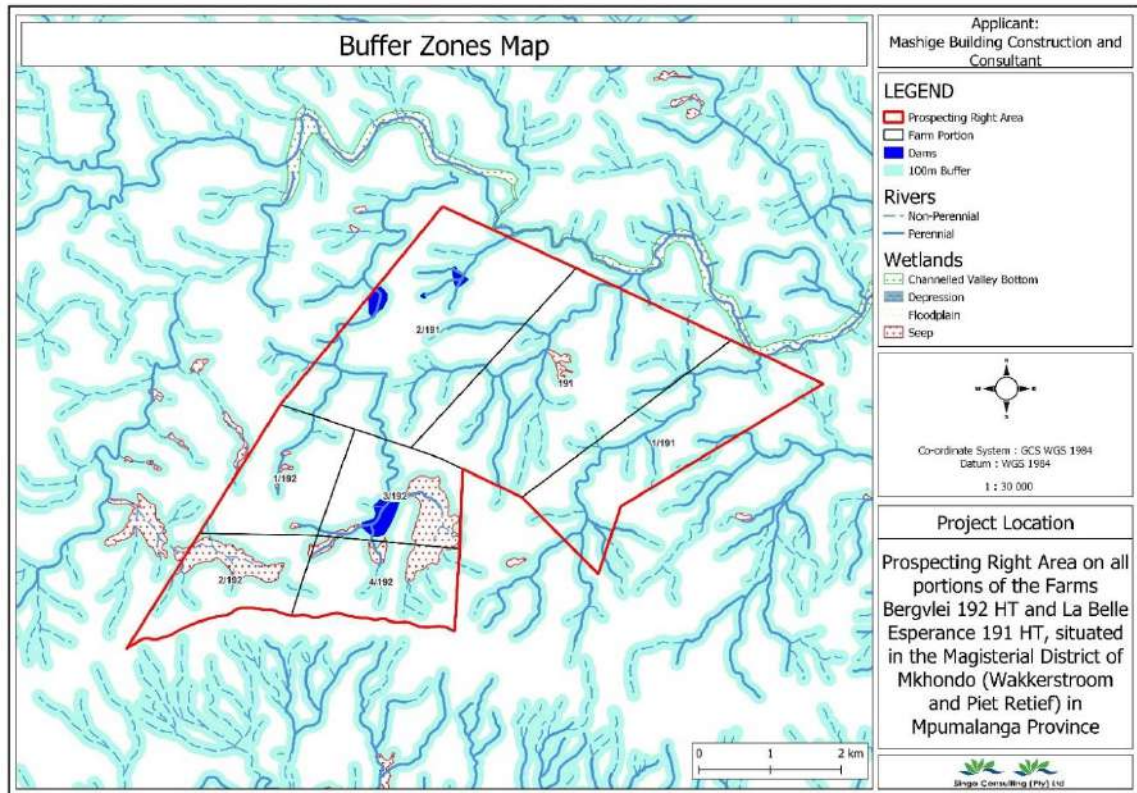 Buffer Zones Map
Applicant:
Mashige Building Construction and
Consultant
LEGEND
Prospecting Right Area
Farm Portion
Dams
100m Buffer
Rivers
Non-Perennial
Perennial
Wetlands
Channelled Valley Bottom
Depression
Floodplain
Seep
N
W
E
S
Co-ordinate System : GCS WGS 1984
Datum : WGS 1984
1 : 30 000
Project Location
Prospecting Right Area on all
portions of the Farms
Bergvlei 192 HT and La Belle
Esperance 191 HT, situated
in the Magisterial District of
Mkhondo (Wakkerstroom
and Piet Retief) in
Mpumalanga Province
Singo Consulting (Pty) Ltd
2/191
191
1/191
1/192
3/192
2/192
4/192
0 1 2 km